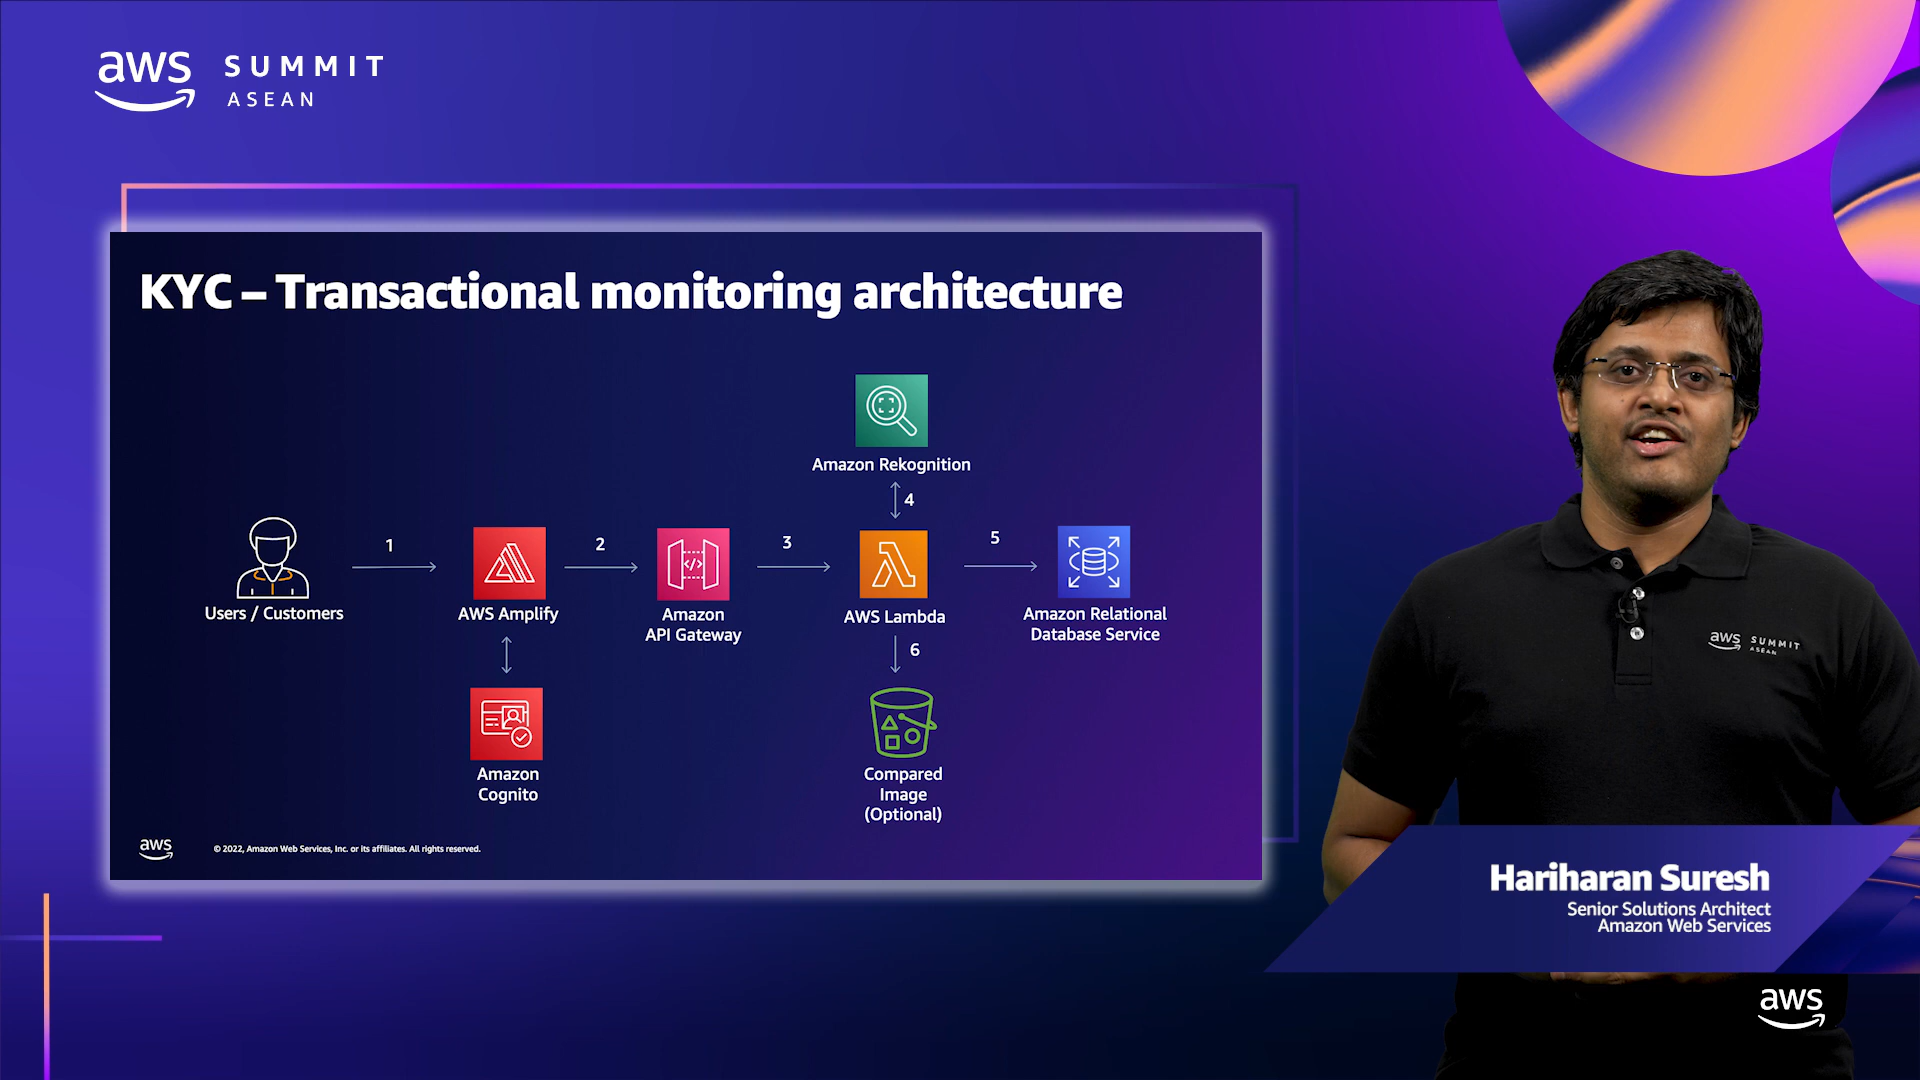 aws SUMMIT
ASEAN
KYC – Transactional monitoring architecture
Amazon Rekognition
4
1
2
3
5
Users / Customers
AWS Amplify
Amazon
API Gateway
AWS Lambda
Amazon Relational
Database Service
6
Amazon
Cognito
Compared
Image
(Optional)
aws
© 2022, Amazon Web Services, Inc. or its affiliates. All rights reserved.
aws SUMMIT
ASEAN
Hariharan Suresh
Senior Solutions Architect
Amazon Web Services
aws